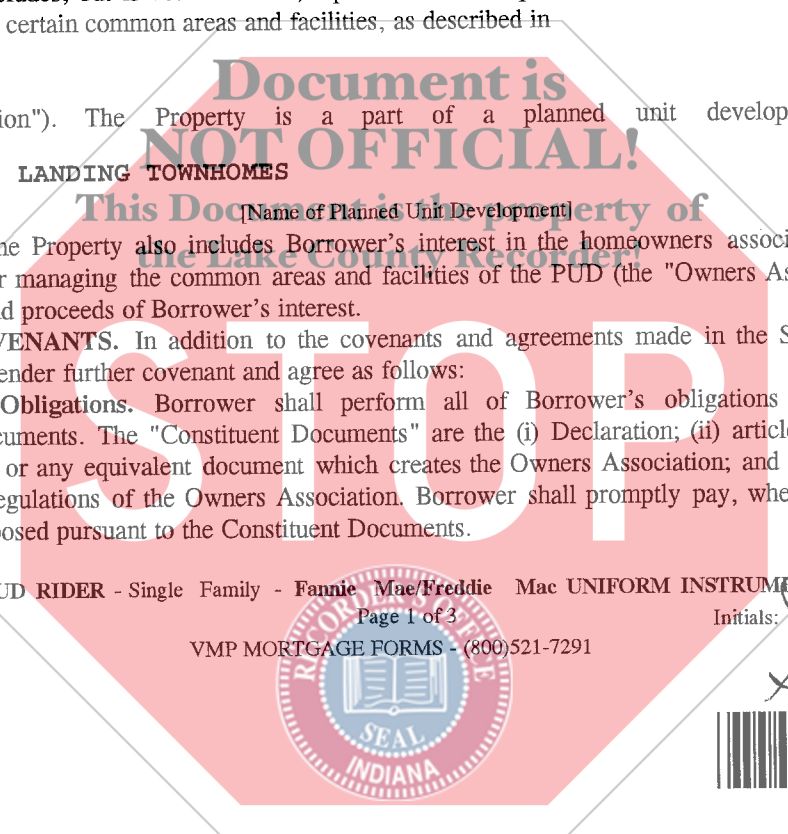 certain common areas and facilities, as described in
Document is
ion"). The Property is a part of a planned unit develop
NOT OFFICIAL!
LANDING TOWNHOMES
This Document is the property of
[Name of Planned Unit Development]
the Lake County Recorder!
he Property also includes Borrower's interest in the homeowners associ
r managing the common areas and facilities of the PUD (the "Owners As
d proceeds of Borrower's interest.
VENANTS. In addition to the covenants and agreements made in the S
ender further covenant and agree as follows:
Obligations. Borrower shall perform all of Borrower's obligations
cuments. The "Constituent Documents" are the (i) Declaration; (ii) article
or any equivalent document which creates the Owners Association; and
egulations of the Owners Association. Borrower shall promptly pay, whe
posed pursuant to the Constituent Documents.
STOP
UD RIDER - Single Family - Fannie Mae/Freddie Mac UNIFORM INSTRUME
Page 1 of 3
Initials:
VMP MORTGAGE FORMS - (800)521-7291
RECORDER'S OFFICE
SEAL
INDIANA